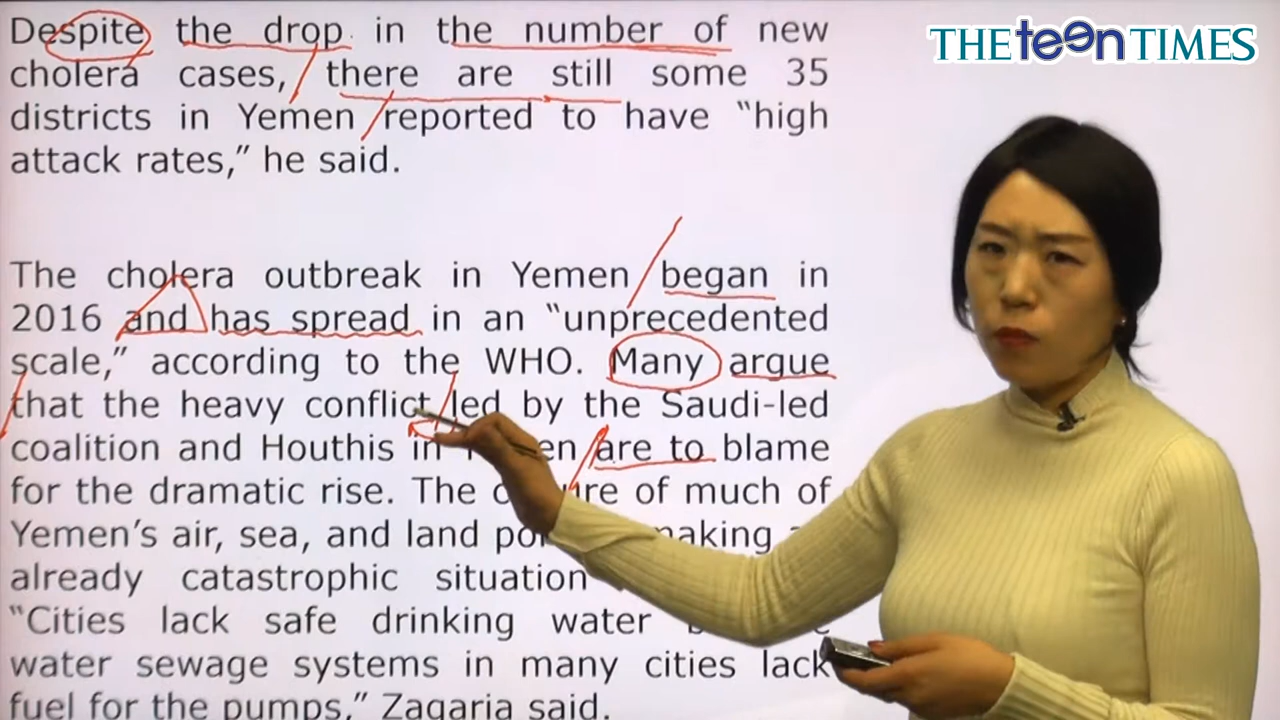 THE teen TIMES
Despite the drop in the number of new
cholera cases, there are still some 35
districts in Yemen reported to have “high
attack rates,” he said.
The cholera outbreak in Yemen began in
2016 and has spread in an “unprecedented
scale,” according to the WHO. Many argue
that the heavy conflict led by the Saudi-led
coalition and Houthis in are to blame
for the dramatic rise. The of much of
Yemen’s air, sea, and land
already catastrophic situation
“Cities lack safe drinking water
water sewage systems in many cities lack
fuel for the pumps,” Zagaria said.